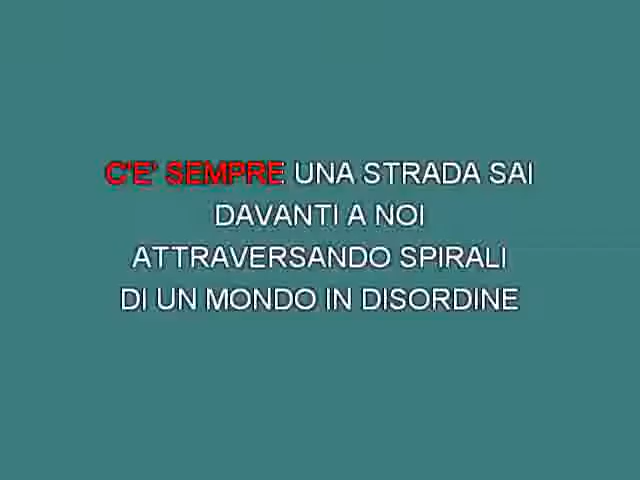 C'E' SEMPRE UNA STRADA SAI
DAVANTI A NOI
ATTRAVERSANDO SPIRALI
DI UN MONDO IN DISORDINE